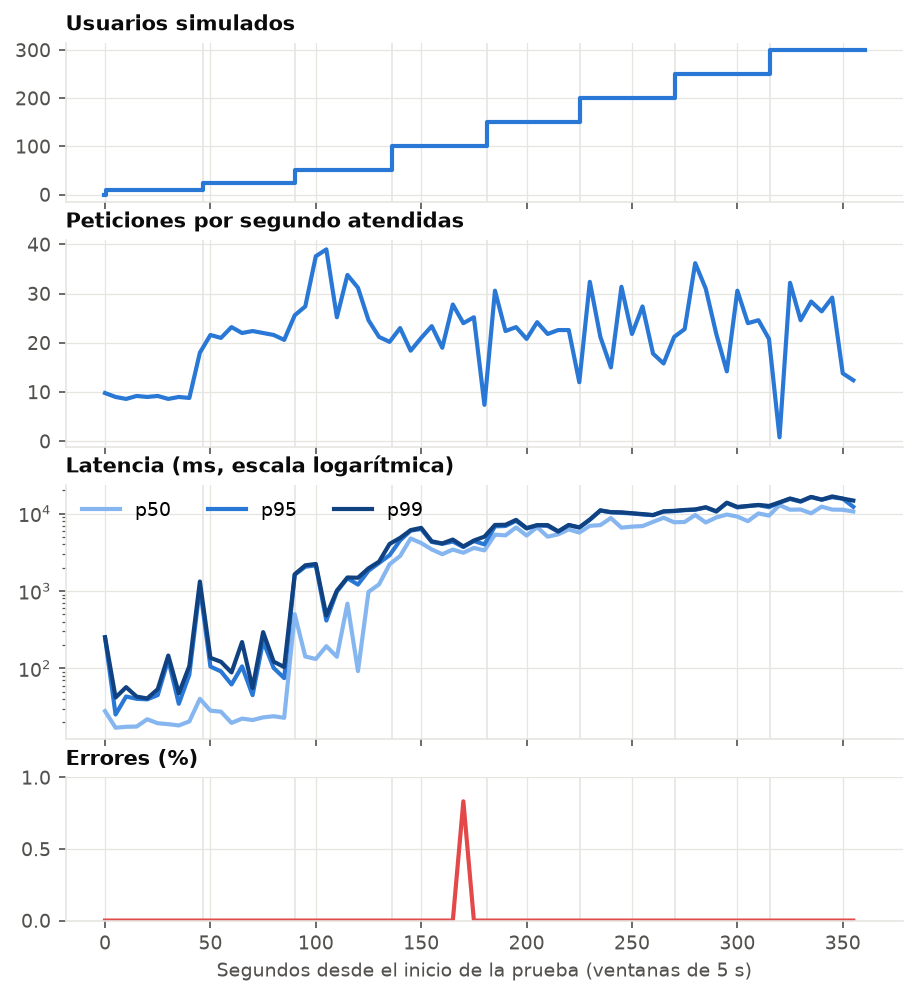 Usuarios simulados
300
200
100
0
Peticiones por segundo atendidas
40
30
20
10
0
Latencia (ms, escala logarítmica)
p50 p95 p99
10⁴
10³
10²
Errores (%)
1.0
0.5
0.0
0 50 100 150 200 250 300 350
Segundos desde el inicio de la prueba (ventanas de 5 s)